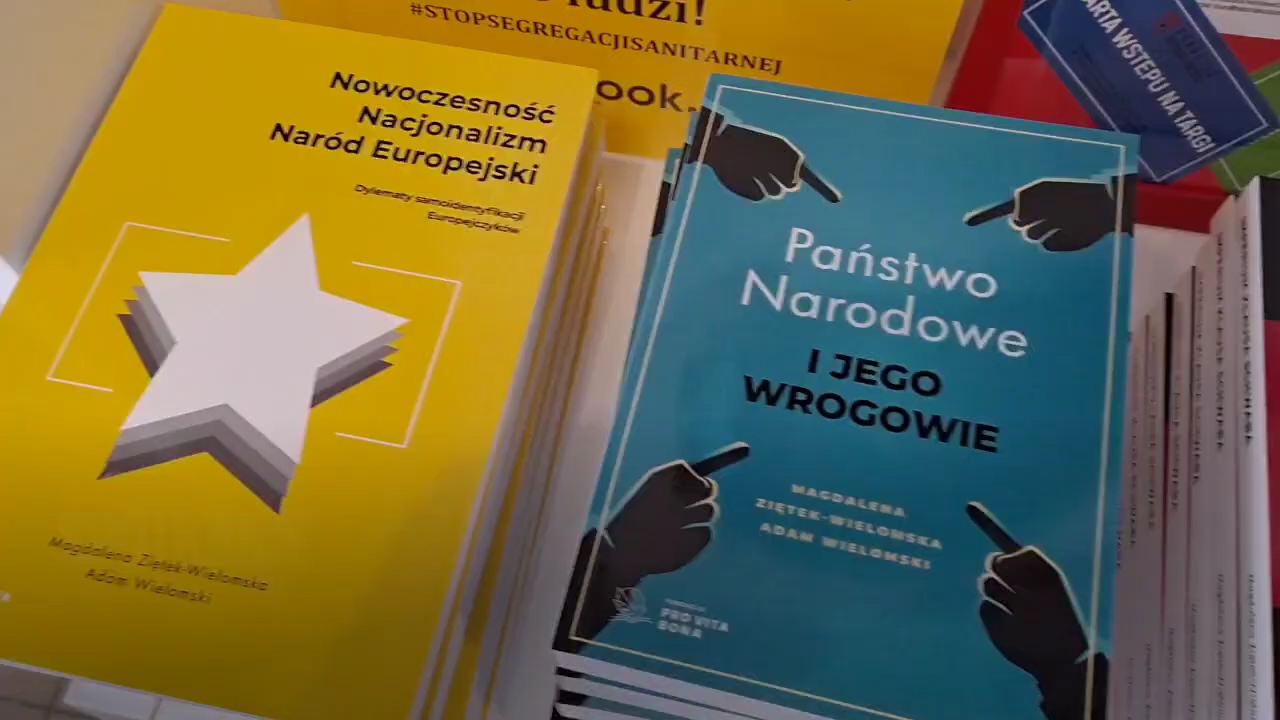 ludzi!
#STOPSEGREGACJISANITARNEJ
ook.
Nowoczesność
Nacjonalizm
Naród Europejski
Dylematy samoidentyfikacji
Europejczyków
Magdalena Ziętek-Wielomska
Adam Wielomski
Państwo
Narodowe
I JEGO
WROGOWIE
MAGDALENA
ZIĘTEK-WIELOMSKA
ADAM WIELOMSKI
PRO VITA
BONA
KARTA WSTĘPU NA TARGI